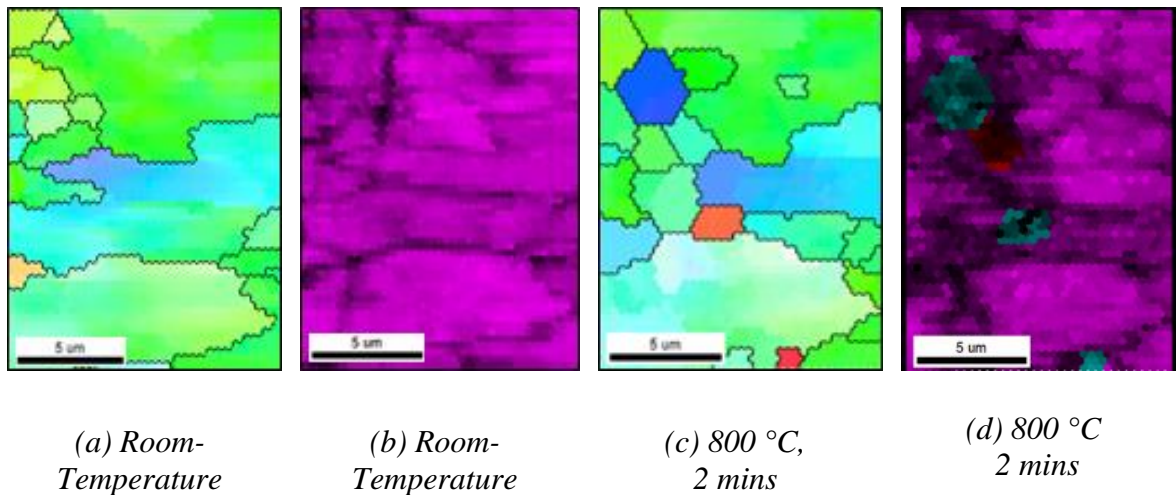 5 um
5 um
5 um
5 um
(a) Room-
Temperature
(b) Room-
Temperature
(c) 800 °C,
2 mins
(d) 800 °C
2 mins